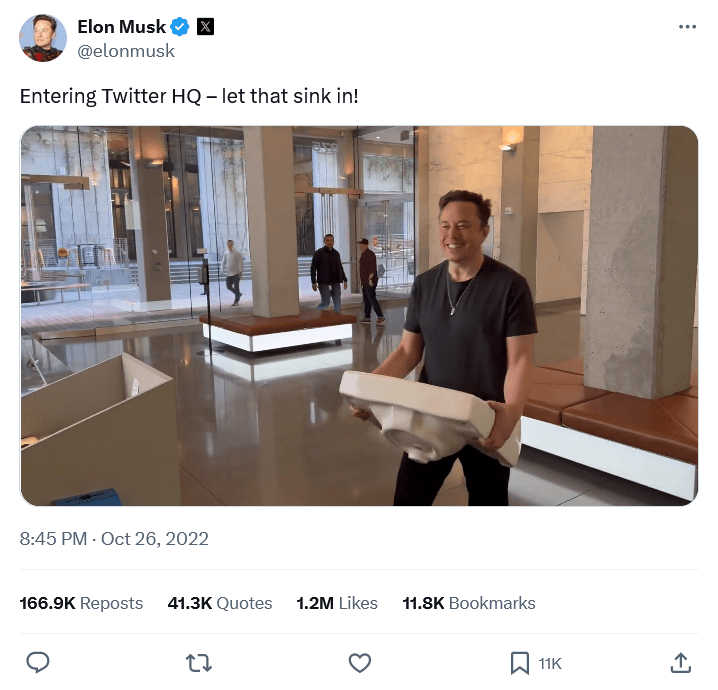 Elon Musk X
@elonmusk
Entering Twitter HQ – let that sink in!
8:45 PM · Oct 26, 2022
166.9K Reposts 41.3K Quotes 1.2M Likes 11.8K Bookmarks
11K